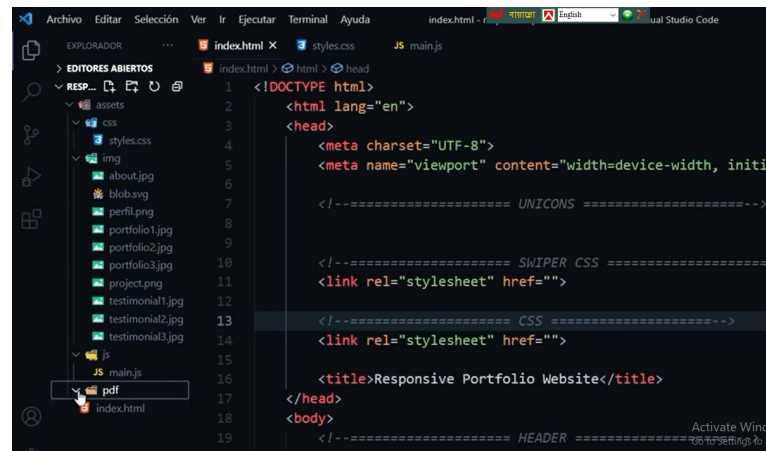 Archivo Editar Selección Ver Ir Ejecutar Terminal Ayuda index.html - r ual Studio Code
English
EXPLORADOR ...
EDITORES ABIERTOS
RESP...
assets
css
styles.css
img
about.jpg
blob.svg
perfil.png
portfolio1.jpg
portfolio2.jpg
portfolio3.jpg
project.png
testimonial1.jpg
testimonial2.jpg
testimonial3.jpg
js
JS main.js
pdf
index.html
index.html × styles.css JS main.js
index.html > html > head
1 <!DOCTYPE html>
2 <html lang="en">
3 <head>
4 <meta charset="UTF-8">
5 <meta name="viewport" content="width=device-width, initi
6
7 <!--===================== UNICONS =====================-->
8
9
10 <!--===================== SWIPER CSS =====================
11 <link rel="stylesheet" href="">
12
13 <!--===================== CSS =====================-->
14 <link rel="stylesheet" href="">
15
16 <title>Responsive Portfolio Website</title>
17 </head>
18 <body>
19 <!--===================== HEADER =====================-->
Activate Wind
Go to Settings to